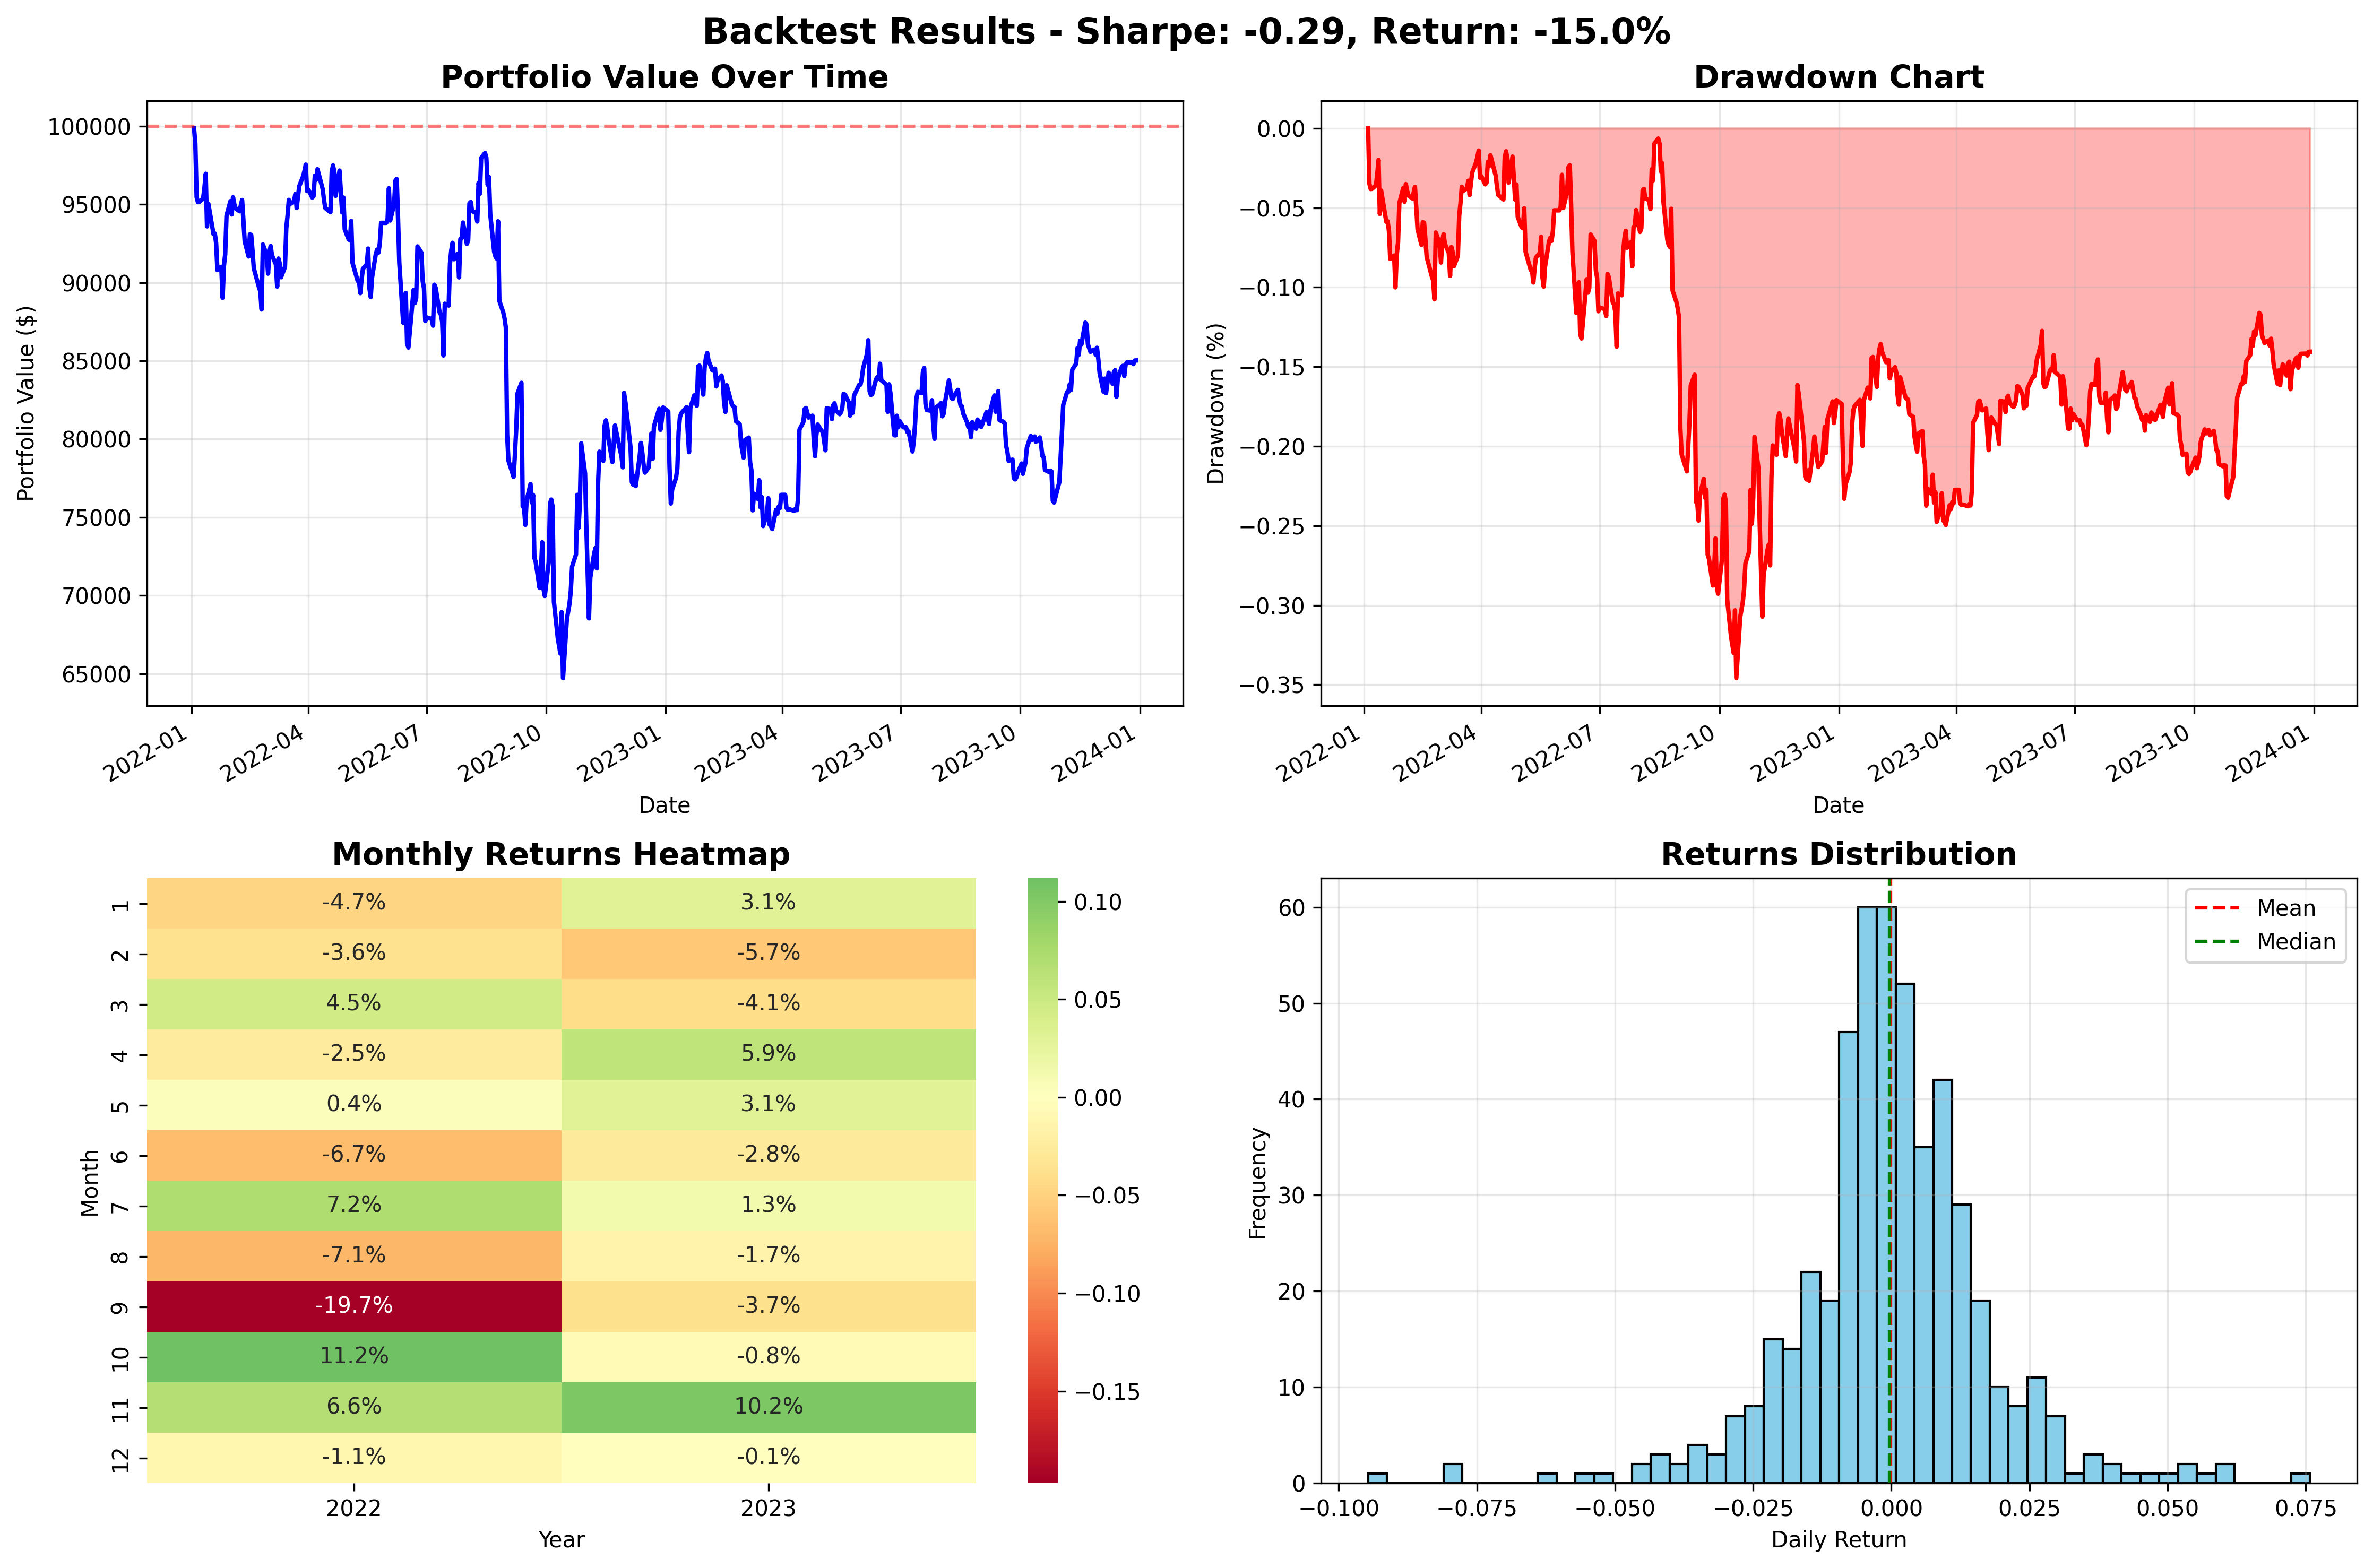 Backtest Results - Sharpe: -0.29, Return: -15.0%
Portfolio Value Over Time
Portfolio Value ($)
100000
95000
90000
85000
80000
75000
70000
65000
2022-01
2022-04
2022-07
2022-10
2023-01
2023-04
2023-07
2023-10
2024-01
Date
Drawdown Chart
Drawdown (%)
0.00
−0.05
−0.10
−0.15
−0.20
−0.25
−0.30
−0.35
2022-01
2022-04
2022-07
2022-10
2023-01
2023-04
2023-07
2023-10
2024-01
Date
Monthly Returns Heatmap
Month
1 -4.7% 3.1%
2 -3.6% -5.7%
3 4.5% -4.1%
4 -2.5% 5.9%
5 0.4% 3.1%
6 -6.7% -2.8%
7 7.2% 1.3%
8 -7.1% -1.7%
9 -19.7% -3.7%
10 11.2% -0.8%
11 6.6% 10.2%
12 -1.1% -0.1%
2022 2023
Year
0.10
0.05
0.00
−0.05
−0.10
−0.15
Returns Distribution
Mean
Median
Frequency
60
50
40
30
20
10
0
−0.100 −0.075 −0.050 −0.025 0.000 0.025 0.050 0.075
Daily Return